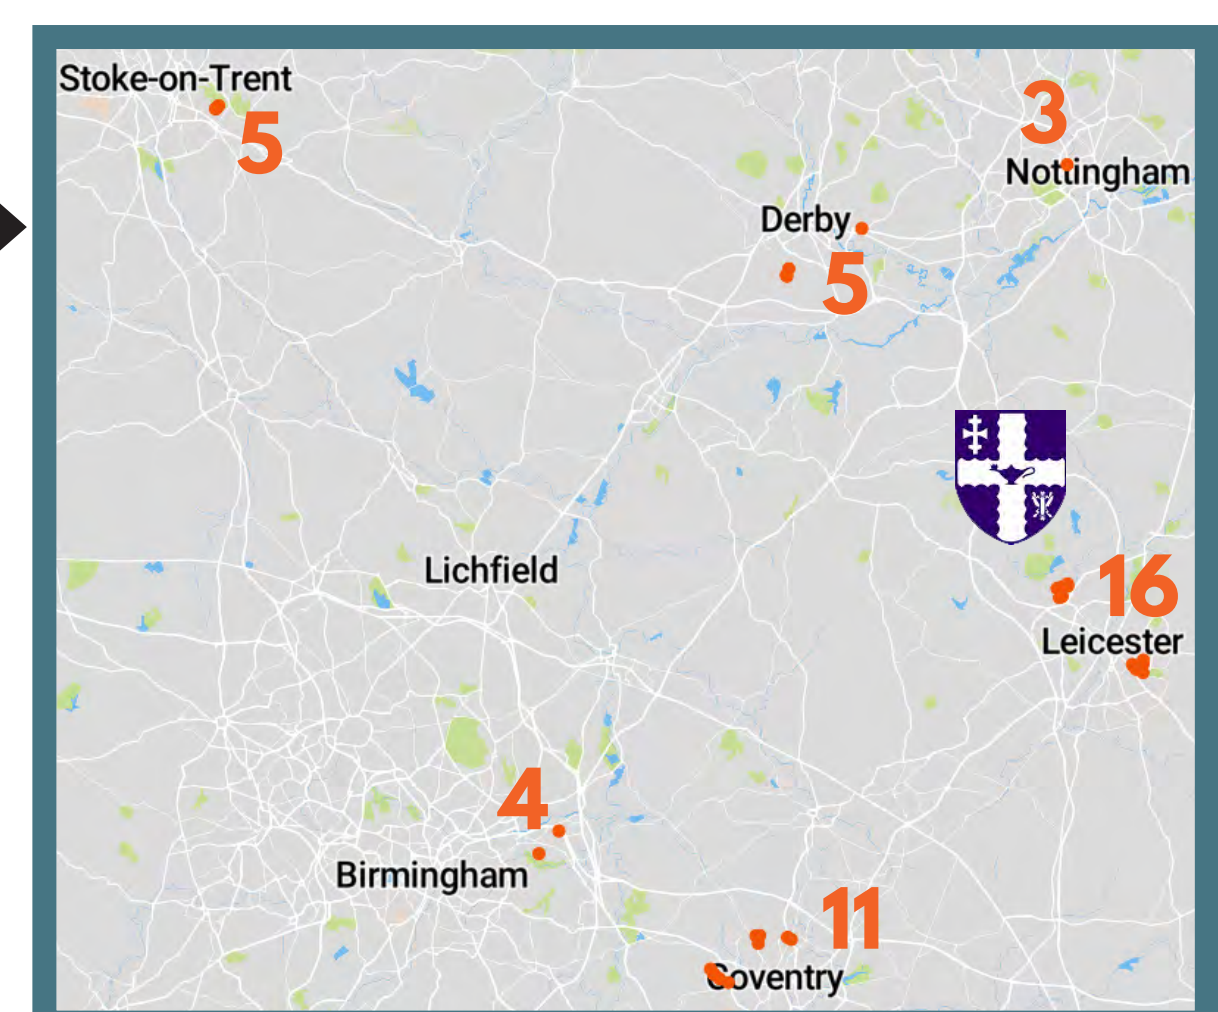 Stoke-on-Trent
5
3
Nottingham
Derby
5
Lichfield
16
Leicester
4
Birmingham
11
Coventry